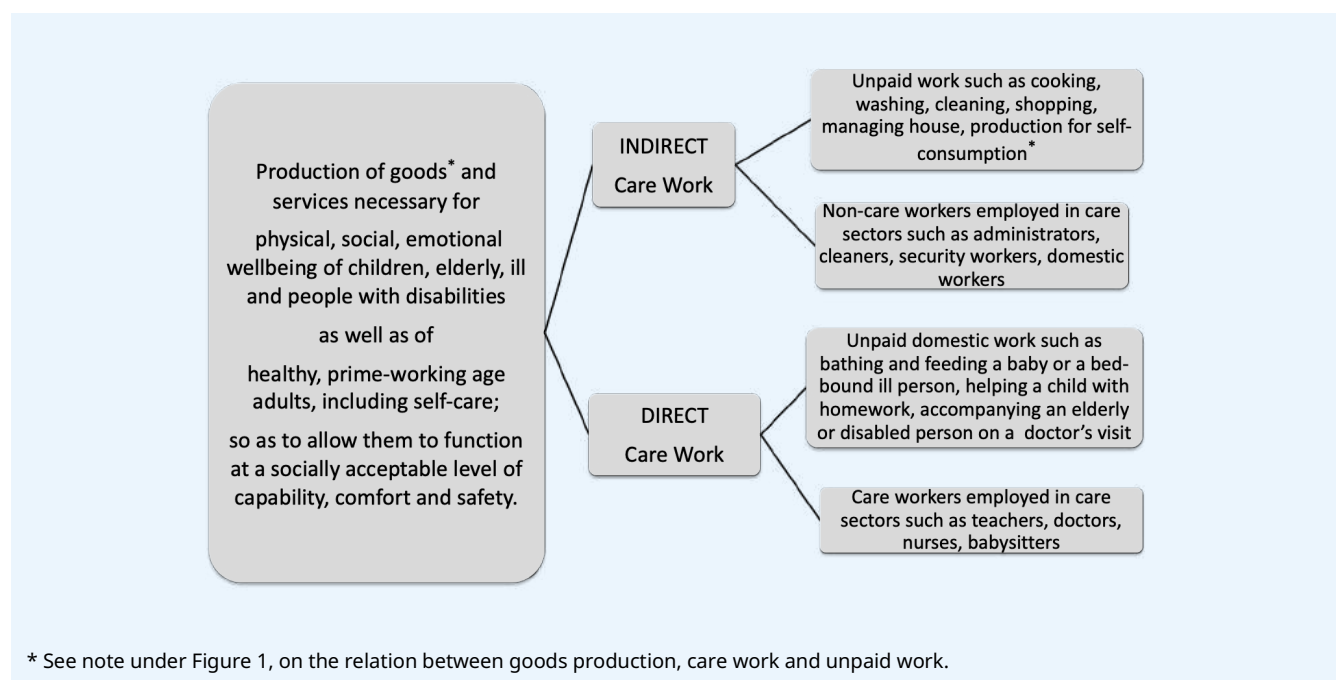 Production of goods* and
services necessary for
physical, social, emotional
wellbeing of children, elderly, ill
and people with disabilities
as well as of
healthy, prime-working age
adults, including self-care;
so as to allow them to function
at a socially acceptable level of
capability, comfort and safety.
INDIRECT
Care Work
Unpaid work such as cooking,
washing, cleaning, shopping,
managing house, production for self-
consumption*
Non-care workers employed in care
sectors such as administrators,
cleaners, security workers, domestic
workers
DIRECT
Care Work
Unpaid domestic work such as
bathing and feeding a baby or a bed-
bound ill person, helping a child with
homework, accompanying an elderly
or disabled person on a doctor's visit
Care workers employed in care
sectors such as teachers, doctors,
nurses, babysitters
* See note under Figure 1, on the relation between goods production, care work and unpaid work.